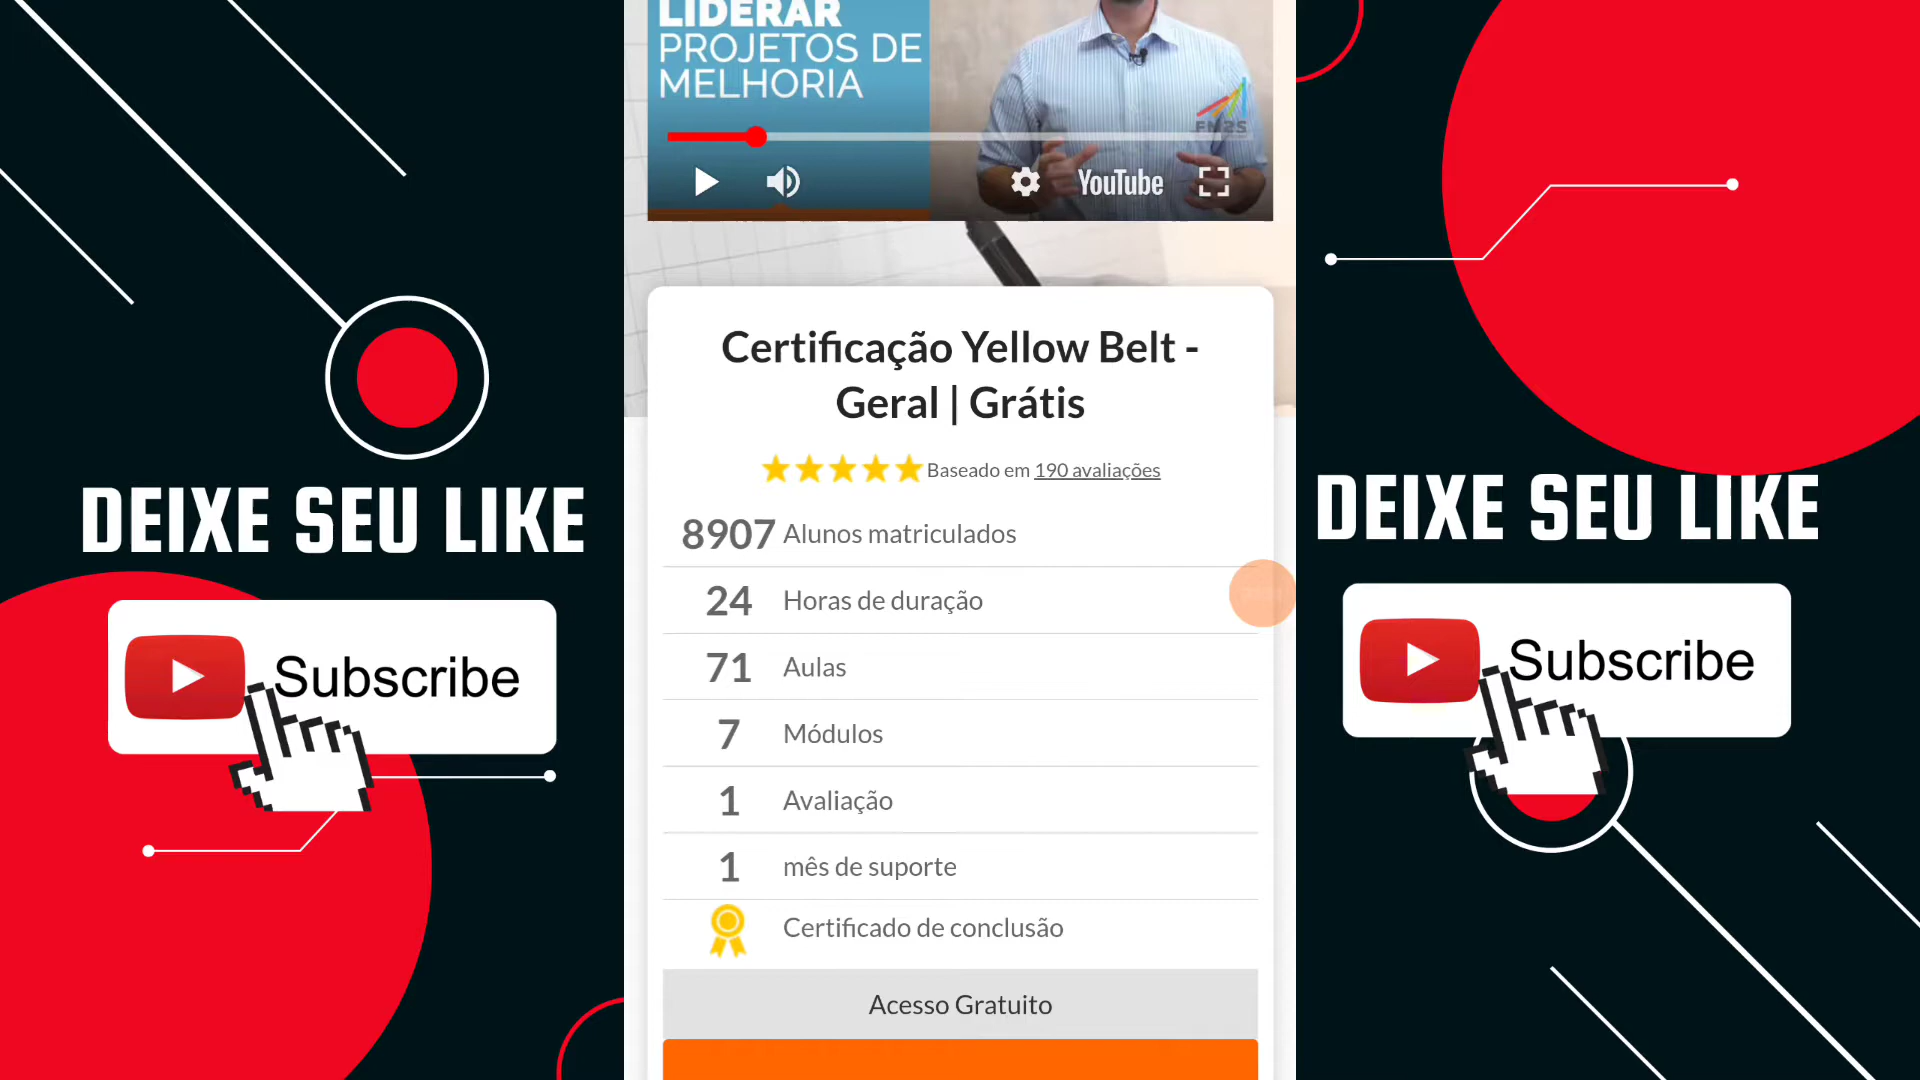 LIDERAR
PROJETOS DE
MELHORIA
FM2S
YouTube
Certificação Yellow Belt -
Geral | Grátis
Baseado em 190 avaliações
8907 Alunos matriculados
24 Horas de duração
71 Aulas
7 Módulos
1 Avaliação
1 mês de suporte
Certificado de conclusão
Acesso Gratuito
DEIXE SEU LIKE
Subscribe
DEIXE SEU LIKE
Subscribe